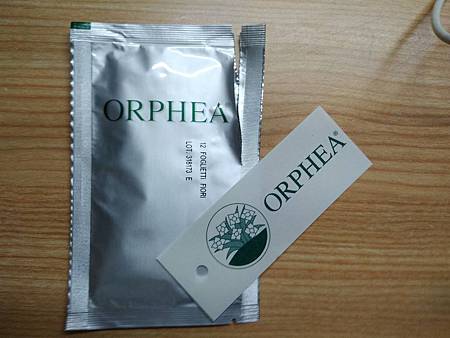 ORPHEA
12 FOGLIETTI FIORI
LOT:318173 E
ORPHEA®